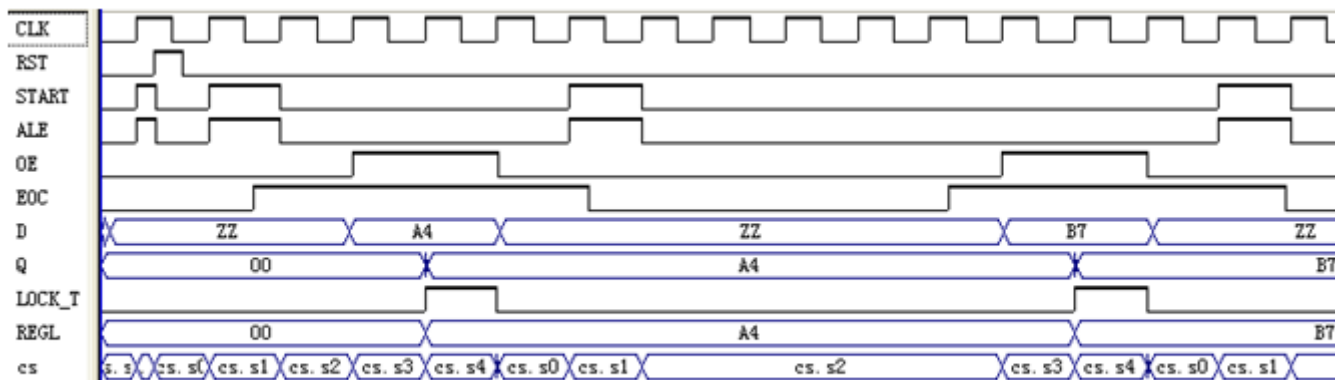 CLK
RST
START
ALE
OE
EOC
D ZZ A4 ZZ B7 ZZ
Q 00 A4 B7
LOCK_T
REGL 00 A4 B7
cs s. s cs. s0 cs. s1 cs. s2 cs. s3 cs. s4 cs. s0 cs. s1 cs. s2 cs. s3 cs. s4 cs. s0 cs. s1